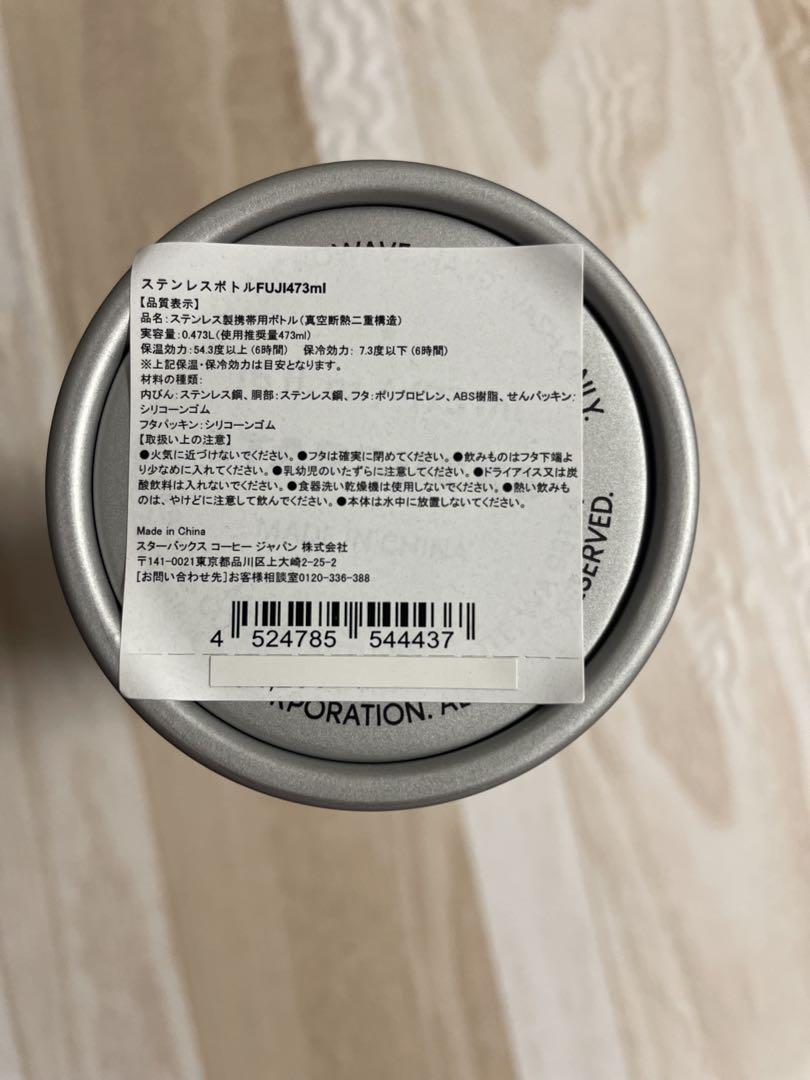 WAVE
ステンレスボトルFUJI473ml
【品質表示】
品名：ステンレス製携帯用ボトル（真空断熱二重構造）
実容量：0.473L（使用推奨量473ml）
保温効力：54.3度以上（6時間）　保冷効力：7.3度以下（6時間）
※上記保温・保冷効力は目安となります。
材料の種類：
内びん：ステンレス鋼、胴部：ステンレス鋼、フタ：ポリプロピレン、ABS樹脂、せんパッキン：
シリコーンゴム
フタパッキン：シリコーンゴム
【取扱い上の注意】
●火気に近づけないでください。●フタは確実に閉めてください。●飲みものはフタ下端よ
り少なめに入れてください。●乳幼児のいたずらに注意してください。●ドライアイス又は炭
酸飲料は入れないでください。●食器洗い乾燥機は使用しないでください。●熱い飲みも
のは、やけどに注意して飲んでください。●本体は水中に放置しないでください。
Made in China
スターバックス コーヒー ジャパン 株式会社
〒141-0021東京都品川区上大崎2-25-2
［お問い合わせ先］お客様相談室0120-336-388
4 524785 544437
RPORATION.